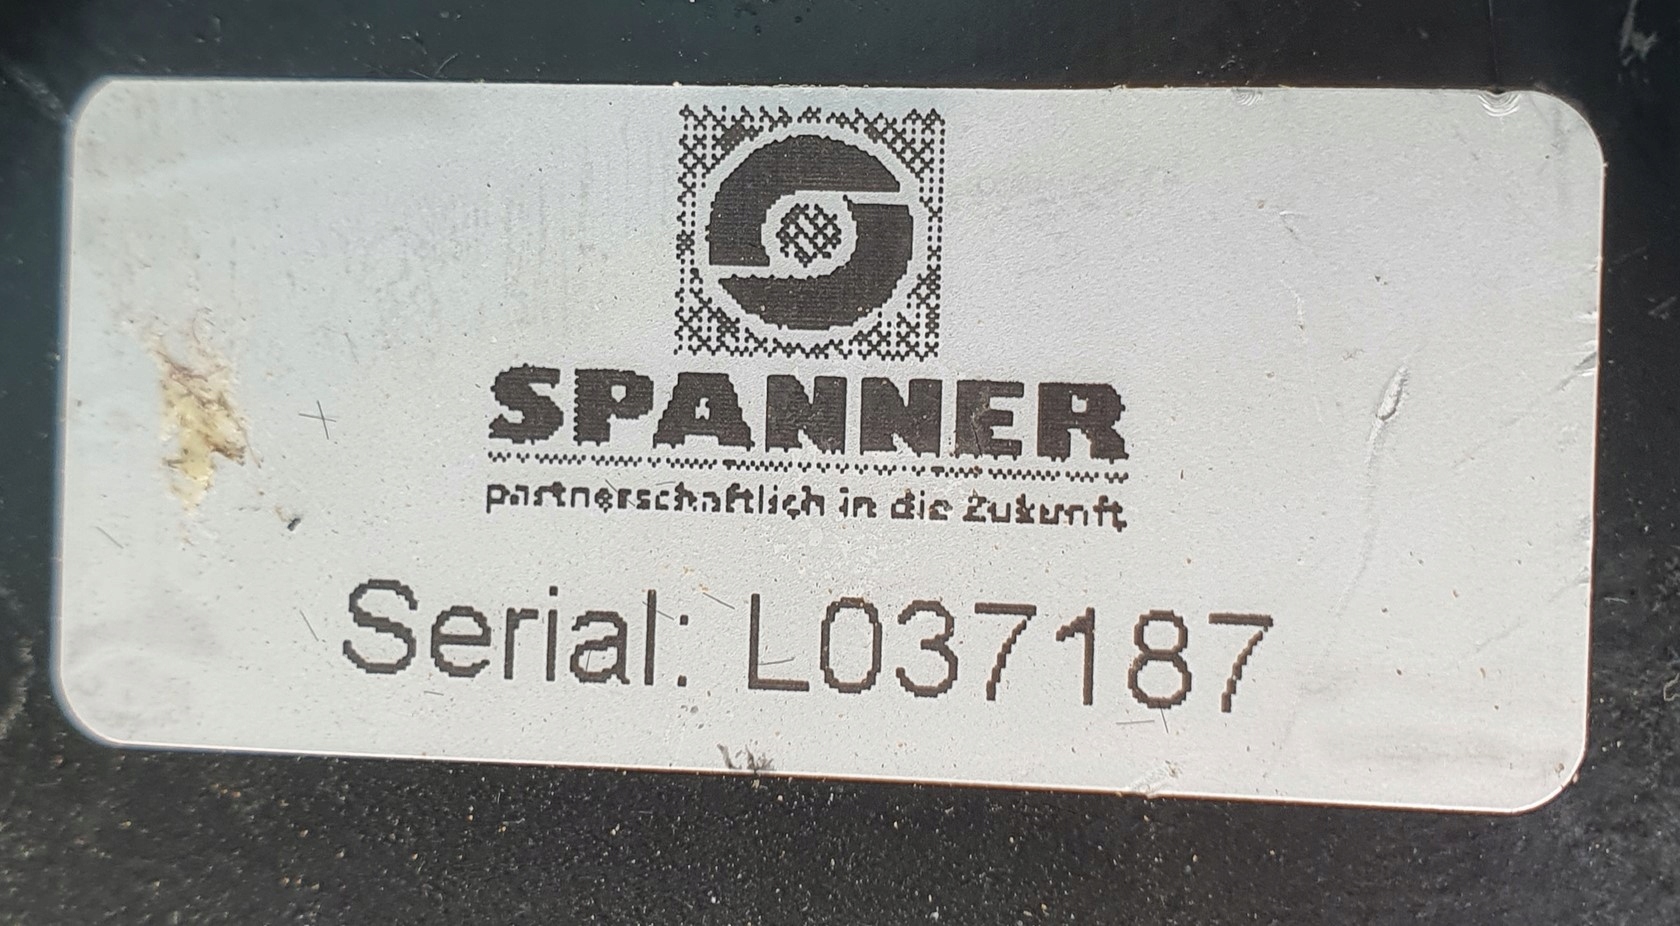 SPANNER
partnerschaftlich in die Zukunft
Serial: L037187